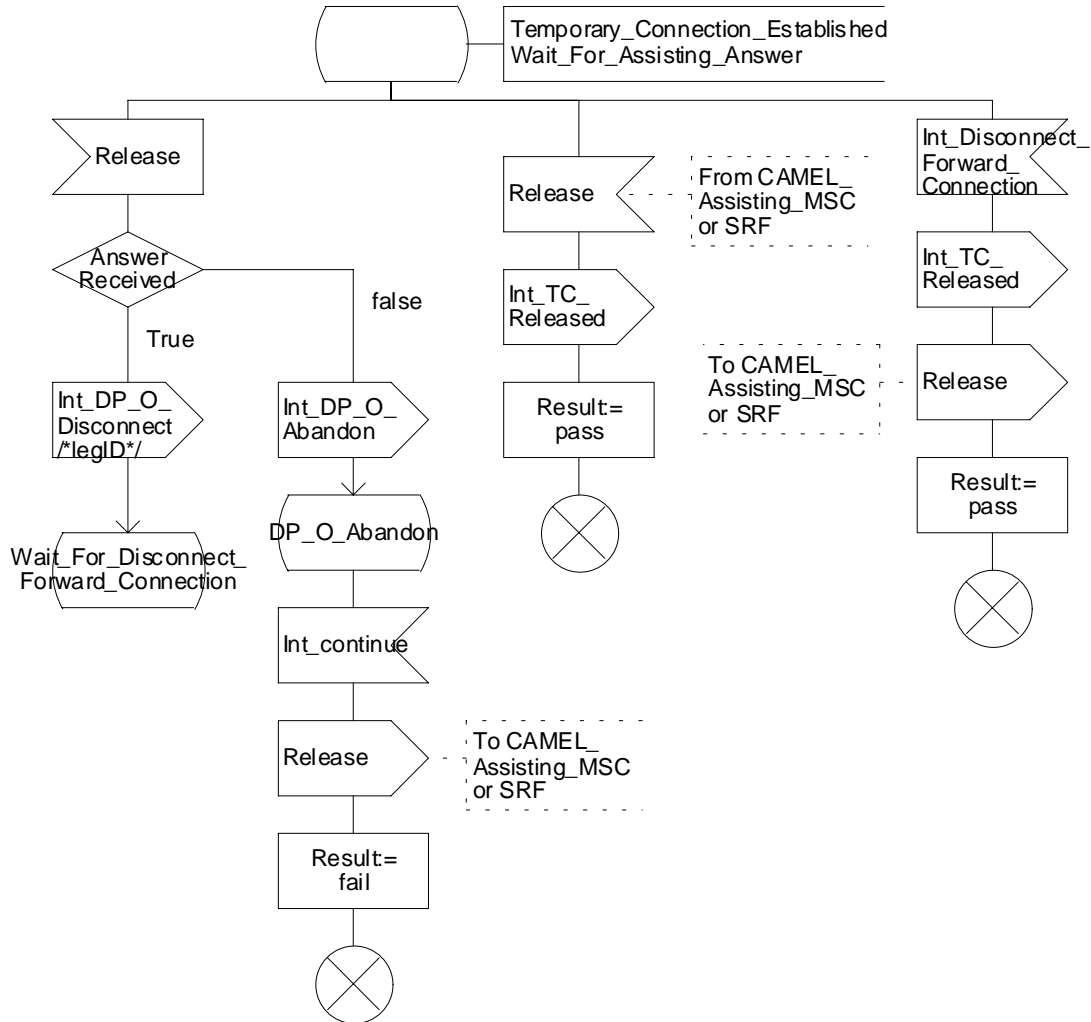 Temporary_Connection_Established
Wait_For_Assisting_Answer
Release
Answer
Received
True
false
Int_DP_O_
Disconnect
/*legID*/
Wait_For_Disconnect_
Forward_Connection
Int_DP_O_
Abandon
DP_O_Abandon
Int_continue
Release
To CAMEL_
Assisting_MSC
or SRF
Result:=
fail
Release
From CAMEL_
Assisting_MSC
or SRF
Int_TC_
Released
Result:=
pass
Int_Disconnect_
Forward_
Connection
Int_TC_
Released
To CAMEL_
Assisting_MSC
or SRF
Release
Result:=
pass